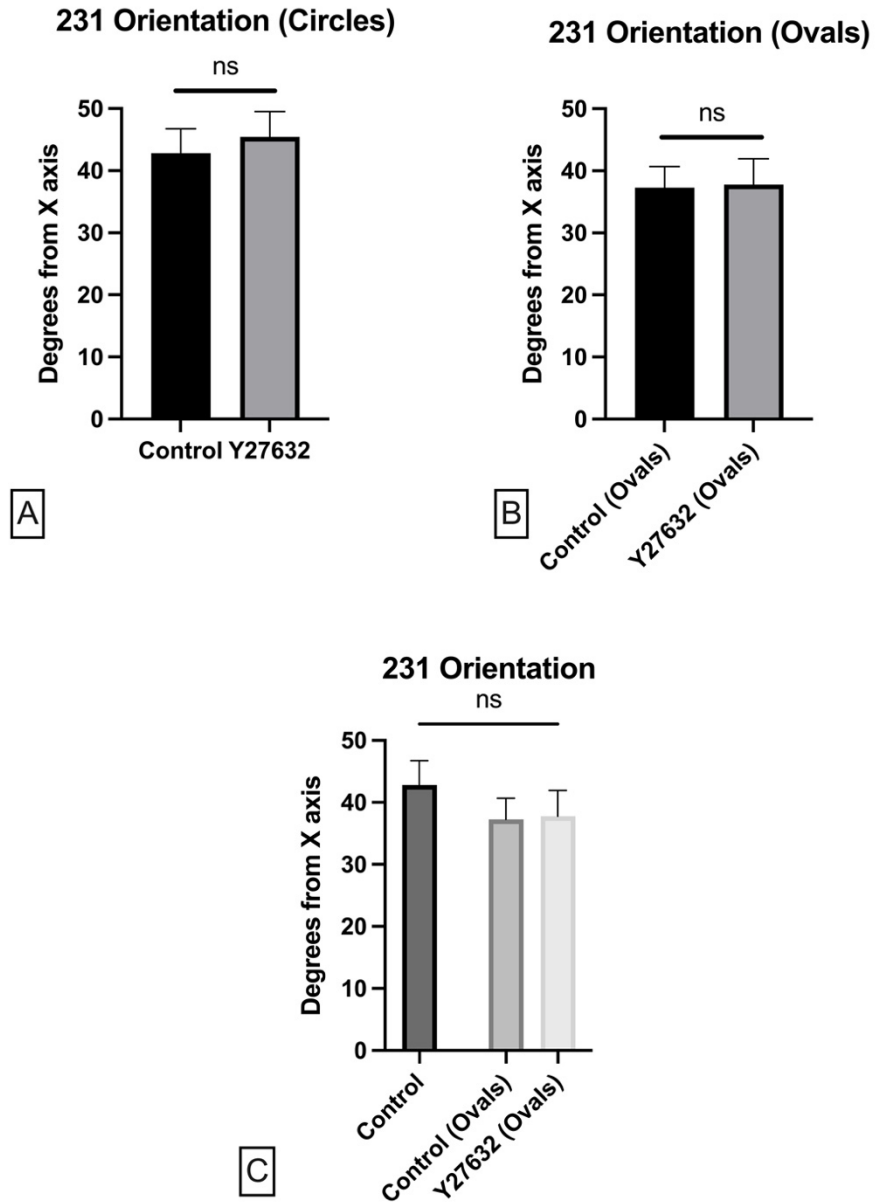 231 Orientation (Circles)
ns
Degrees from X axis
50
40
30
20
10
0
Control Y27632
A
231 Orientation (Ovals)
ns
Degrees from X axis
50
40
30
20
10
0
Control (Ovals)
Y27632 (Ovals)
B
231 Orientation
ns
Degrees from X axis
50
40
30
20
10
0
Control
Control (Ovals)
Y27632 (Ovals)
C